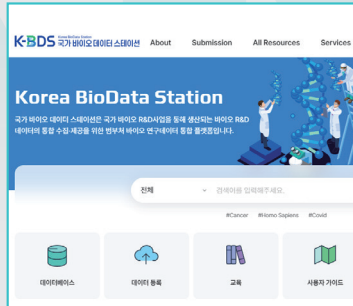 K-BDS Korea BioData Station 국가 바이오 데이터 스테이션 About Submission All Resources Services
Korea BioData Station
국가 바이오 데이터 스테이션은 국가 바이오 R&D사업을 통해 생산되는 바이오 R&D
데이터의 통합 수집·제공을 위한 범부처 바이오 연구데이터 통합 플랫폼입니다.
전체 검색어를 입력해주세요.
#Cancer #Homo Sapiens #Covid
데이터베이스 데이터 등록 교육 사용자 가이드